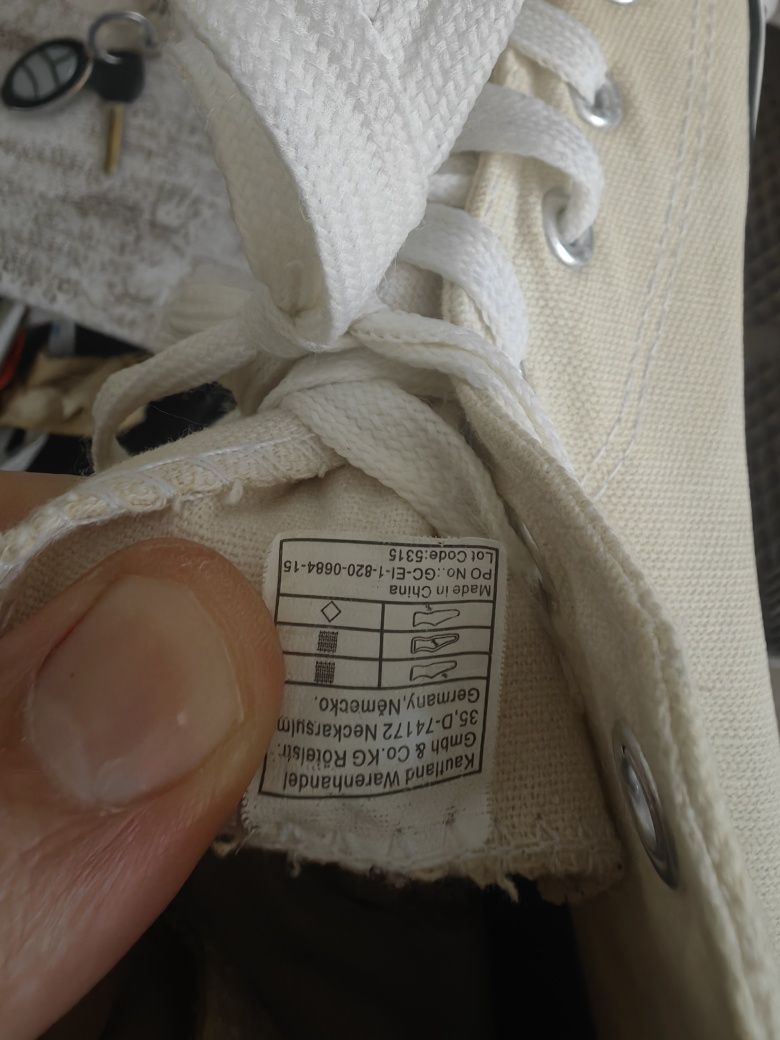 Kaufland Warenhandel
Gmbh & Co.KG Rötelstr.
35,D-74172 Neckarsulm
Germany,Německo.
Made in China
PO No.:GC-EI-1-820-0684-15
Lot Code:5315